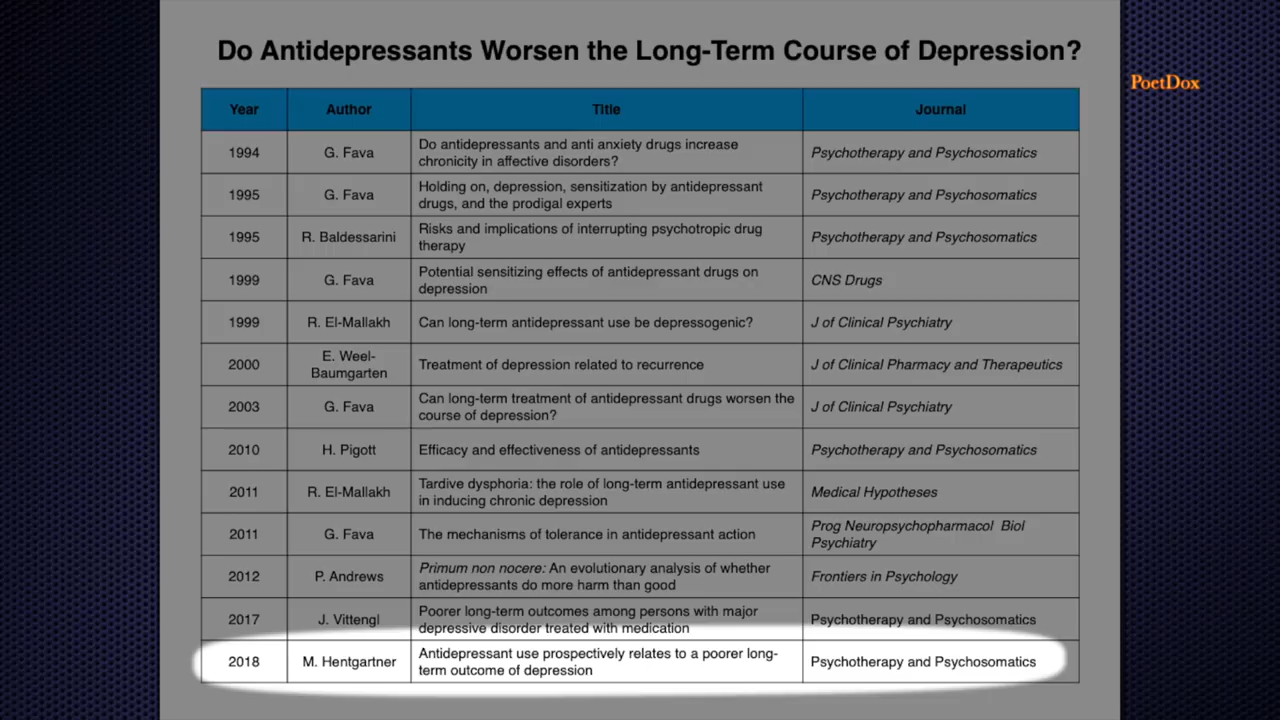 Do Antidepressants Worsen the Long-Term Course of Depression?
PoetDox
Year Author Title Journal
1994 G. Fava Do antidepressants and anti anxiety drugs increase
chronicity in affective disorders? Psychotherapy and Psychosomatics
1995 G. Fava Holding on, depression, sensitization by antidepressant
drugs, and the prodigal experts Psychotherapy and Psychosomatics
1995 R. Baldessarini Risks and implications of interrupting psychotropic drug
therapy Psychotherapy and Psychosomatics
1999 G. Fava Potential sensitizing effects of antidepressant drugs on
depression CNS Drugs
1999 R. El-Mallakh Can long-term antidepressant use be depressogenic? J of Clinical Psychiatry
2000 E. Weel-
Baumgarten Treatment of depression related to recurrence J of Clinical Pharmacy and Therapeutics
2003 G. Fava Can long-term treatment of antidepressant drugs worsen the
course of depression? J of Clinical Psychiatry
2010 H. Pigott Efficacy and effectiveness of antidepressants Psychotherapy and Psychosomatics
2011 R. El-Mallakh Tardive dysphoria: the role of long-term antidepressant use
in inducing chronic depression Medical Hypotheses
2011 G. Fava The mechanisms of tolerance in antidepressant action Prog Neuropsychopharmacol Biol
Psychiatry
2012 P. Andrews Primum non nocere: An evolutionary analysis of whether
antidepressants do more harm than good Frontiers in Psychology
2017 J. Vittengl Poorer long-term outcomes among persons with major
depressive disorder treated with medication Psychotherapy and Psychosomatics
2018 M. Hentgartner Antidepressant use prospectively relates to a poorer long-
term outcome of depression Psychotherapy and Psychosomatics